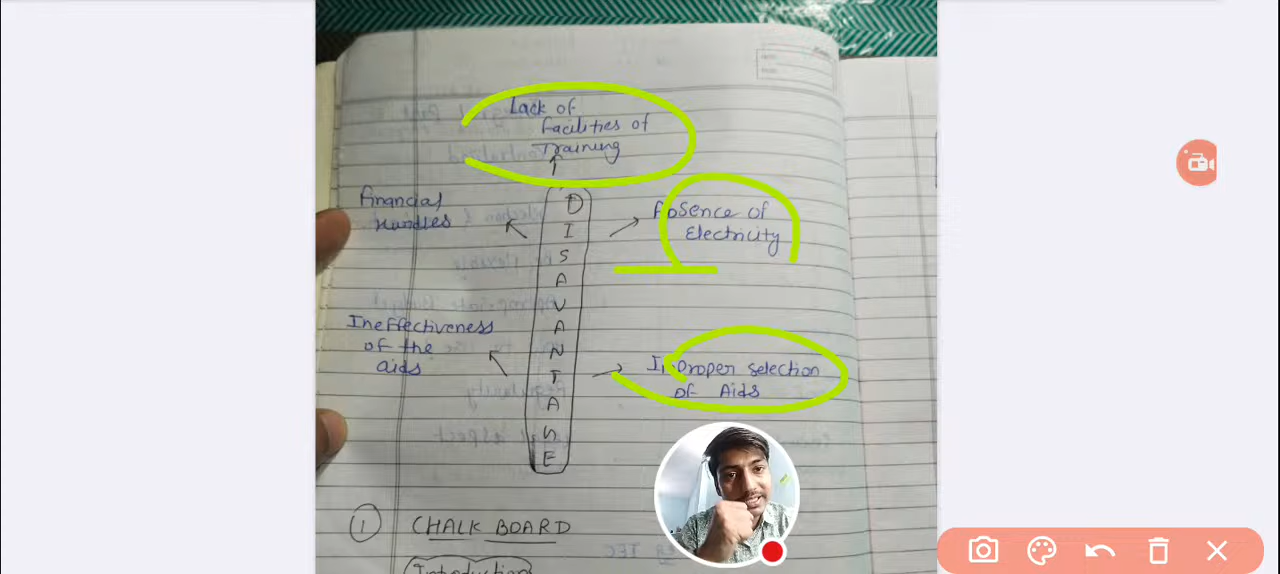 Lack of
facilities of
Training
Financial
Hurdles
Absence of
Electricity
D
I
S
A
V
A
N
T
A
G
E
Ineffectiveness
of the
aids
Improper selection
of Aids
① CHALK BOARD
Introduction